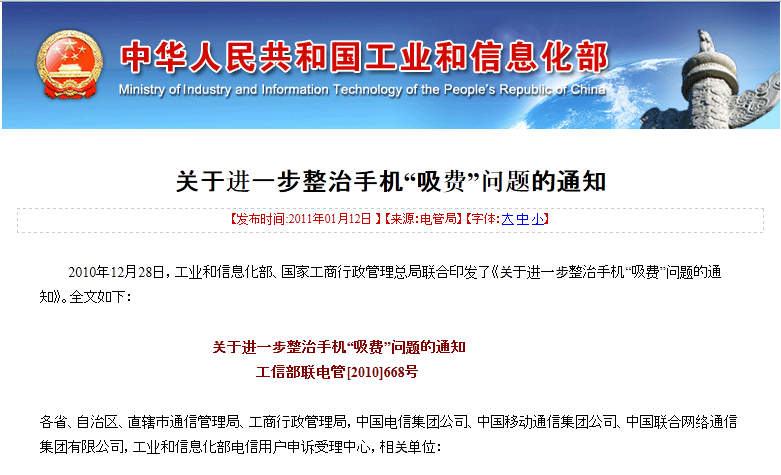 中华人民共和国工业和信息化部
Ministry of Industry and Information Technology of the People's Republic of China
关于进一步整治手机“吸费”问题的通知
【发布时间:2011年01月12日】【来源:电管局】【字体:大 中 小】
2010年12月28日，工业和信息化部、国家工商行政管理总局联合印发了《关于进一步整治手机“吸费”问题的通
知》。全文如下：
关于进一步整治手机“吸费”问题的通知
工信部联电管[2010]668号
各省、自治区、直辖市通信管理局、工商行政管理局，中国电信集团公司、中国移动通信集团公司、中国联合网络通信
集团有限公司，工业和信息化部电信用户申诉受理中心，相关单位：